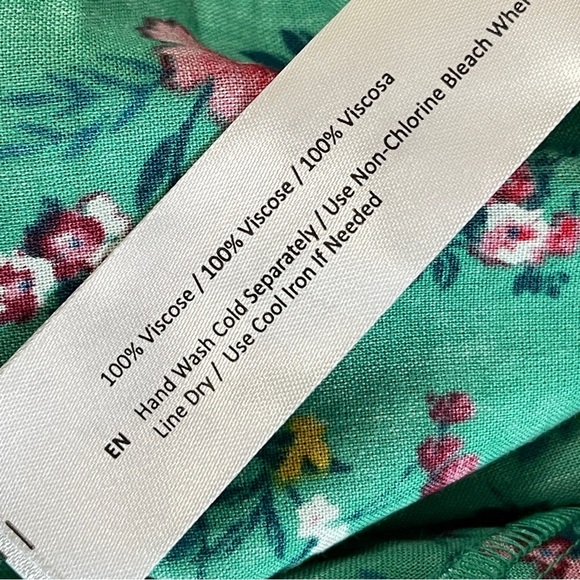 100% Viscose / 100% Viscose / 100% Viscosa
EN Hand Wash Cold Separately / Use Non-Chlorine Bleach
Line Dry / Use Cool Iron If Needed